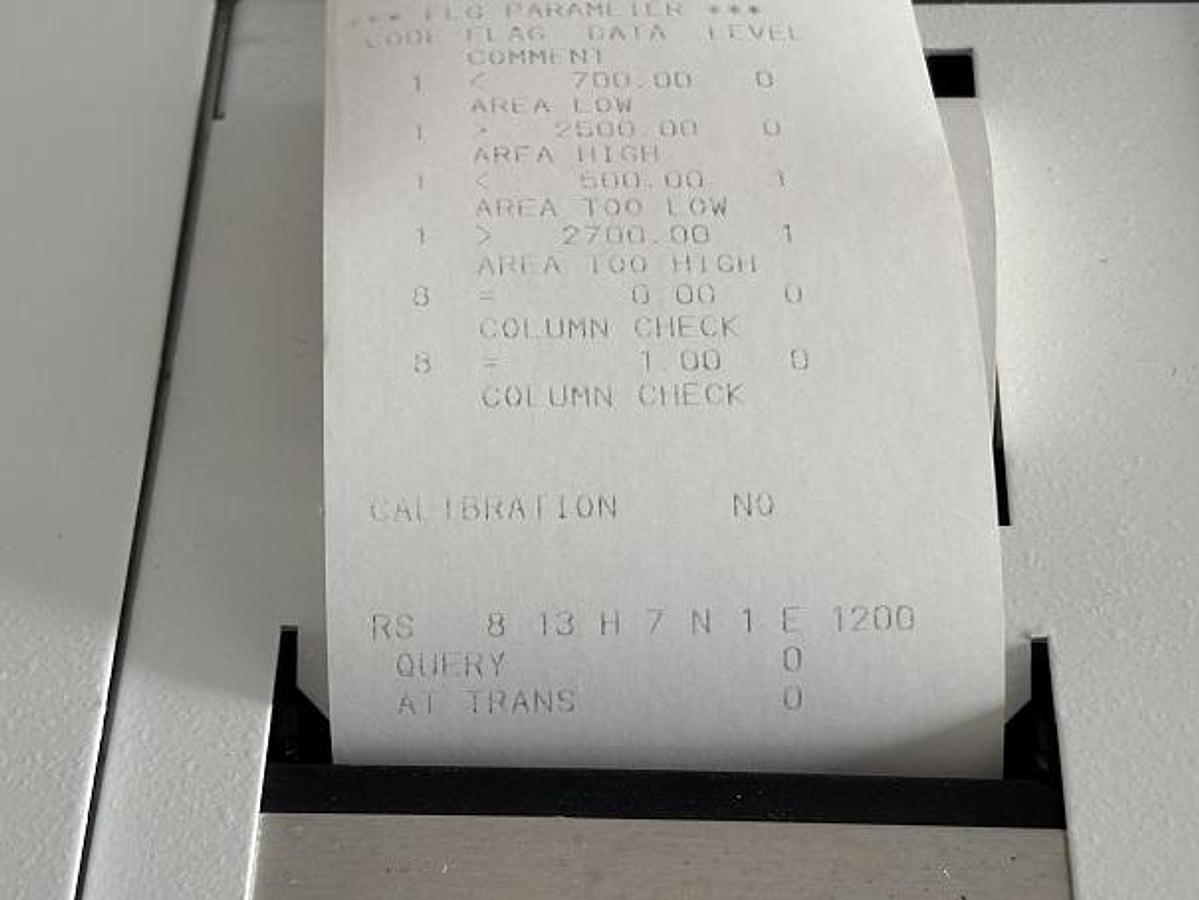 *** FLG PARAMETER ***
CODE FLAG DATA LEVEL
COMMENT
1 < 700.00 0
AREA LOW
1 > 2500.00 0
AREA HIGH
1 < 500.00 1
AREA TOO LOW
1 > 2700.00 1
AREA TOO HIGH
8 = 0.00 0
COLUMN CHECK
8 = 1.00 0
COLUMN CHECK
CALIBRATION NO
RS 8 13 H 7 N 1 E 1200
QUERY 0
AT TRANS 0